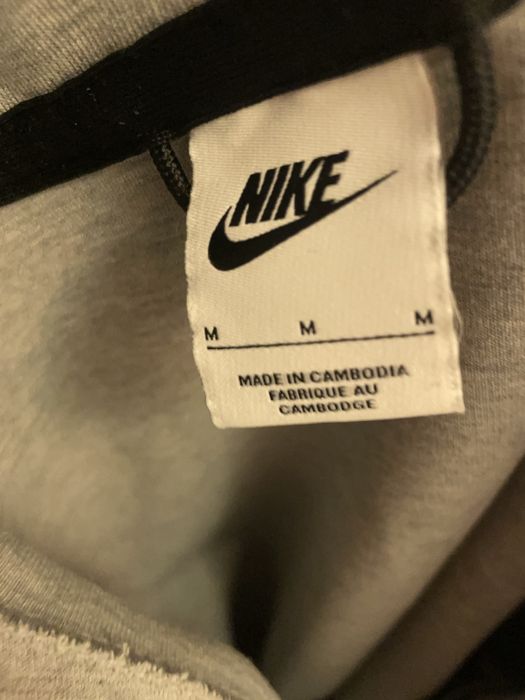 NIKE
M M M
MADE IN CAMBODIA
FABRIQUE AU
CAMBODGE